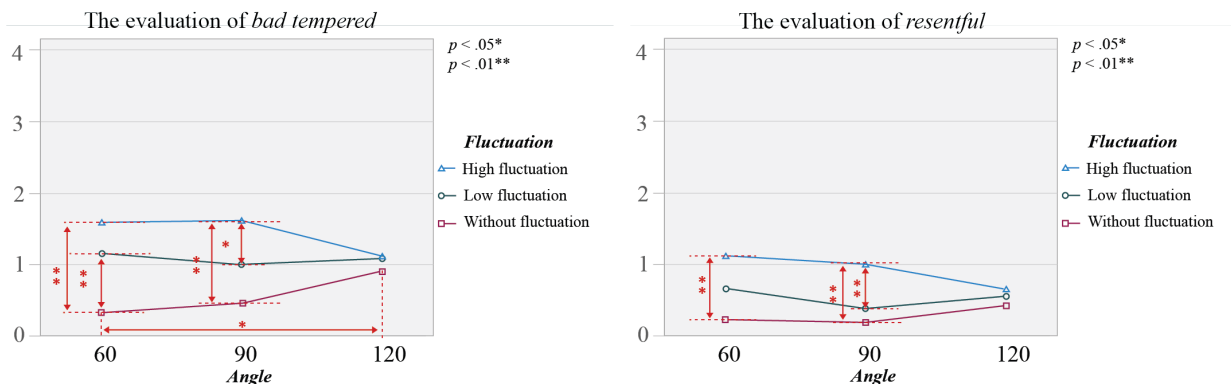 The evaluation of bad tempered
4
3
2
1
0
60
90
120
Angle
p < .05*
p < .01**
Fluctuation
High fluctuation
Low fluctuation
Without fluctuation
**
**
**
*
*
The evaluation of resentful
4
3
2
1
0
60
90
120
Angle
p < .05*
p < .01**
Fluctuation
High fluctuation
Low fluctuation
Without fluctuation
**
**
**